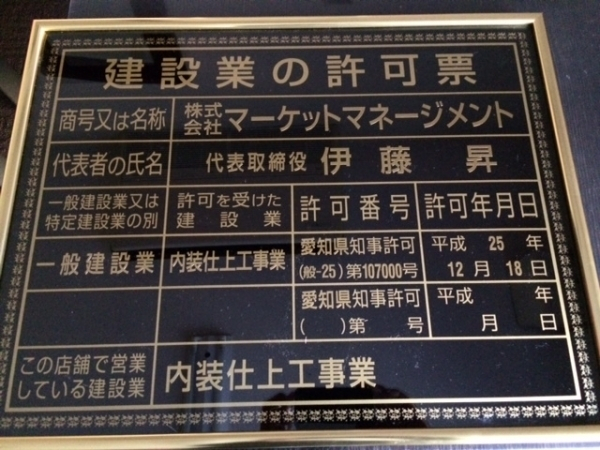 建設業の許可票
商号又は名称 株式会社 マーケットマネージメント
代表者の氏名 代表取締役 伊藤 昇
一般建設業又は特定建設業の別 許可を受けた建設業 許可番号 許可年月日
一般建設業 内装仕上工事業 愛知県知事許可 (般-25)第107000号 平成 25 年 12 月 18 日
愛知県知事許可 ( )第 号 平成 年 月 日
この店舗で営業している建設業 内装仕上工事業